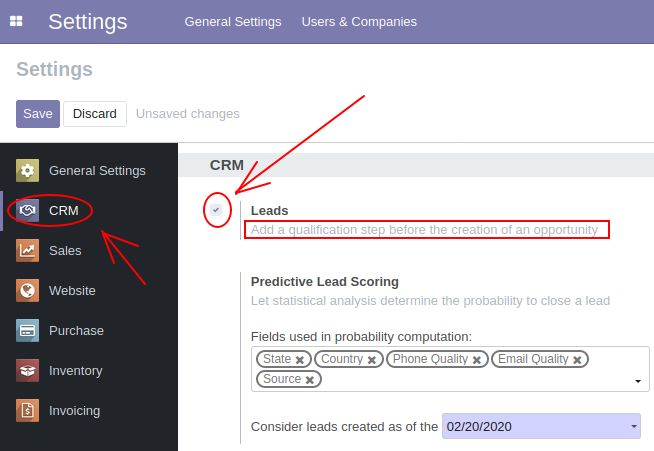 Settings General Settings Users & Companies
Settings
Save Discard Unsaved changes
General Settings
CRM
Sales
Website
Purchase
Inventory
Invoicing
CRM
Leads
Add a qualification step before the creation of an opportunity
Predictive Lead Scoring
Let statistical analysis determine the probability to close a lead
Fields used in probability computation:
State Country Phone Quality Email Quality
Source
Consider leads created as of the 02/20/2020